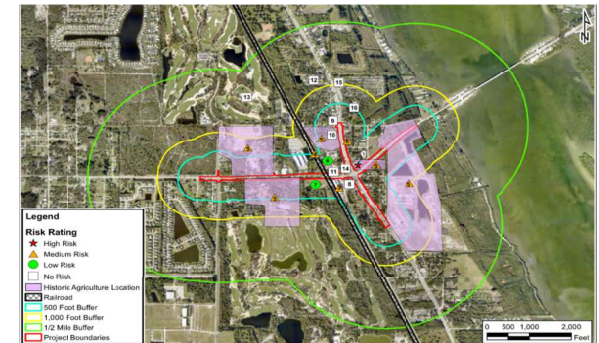 N
12
15
13
16
9
10
11
14
8
Legend
Risk Rating
High Risk
Medium Risk
Low Risk
No Risk
Historic Agriculture Location
Railroad
500 Foot Buffer
1,000 Foot Buffer
1/2 Mile Buffer
Project Boundaries
0 500 1,000 2,000
Feet